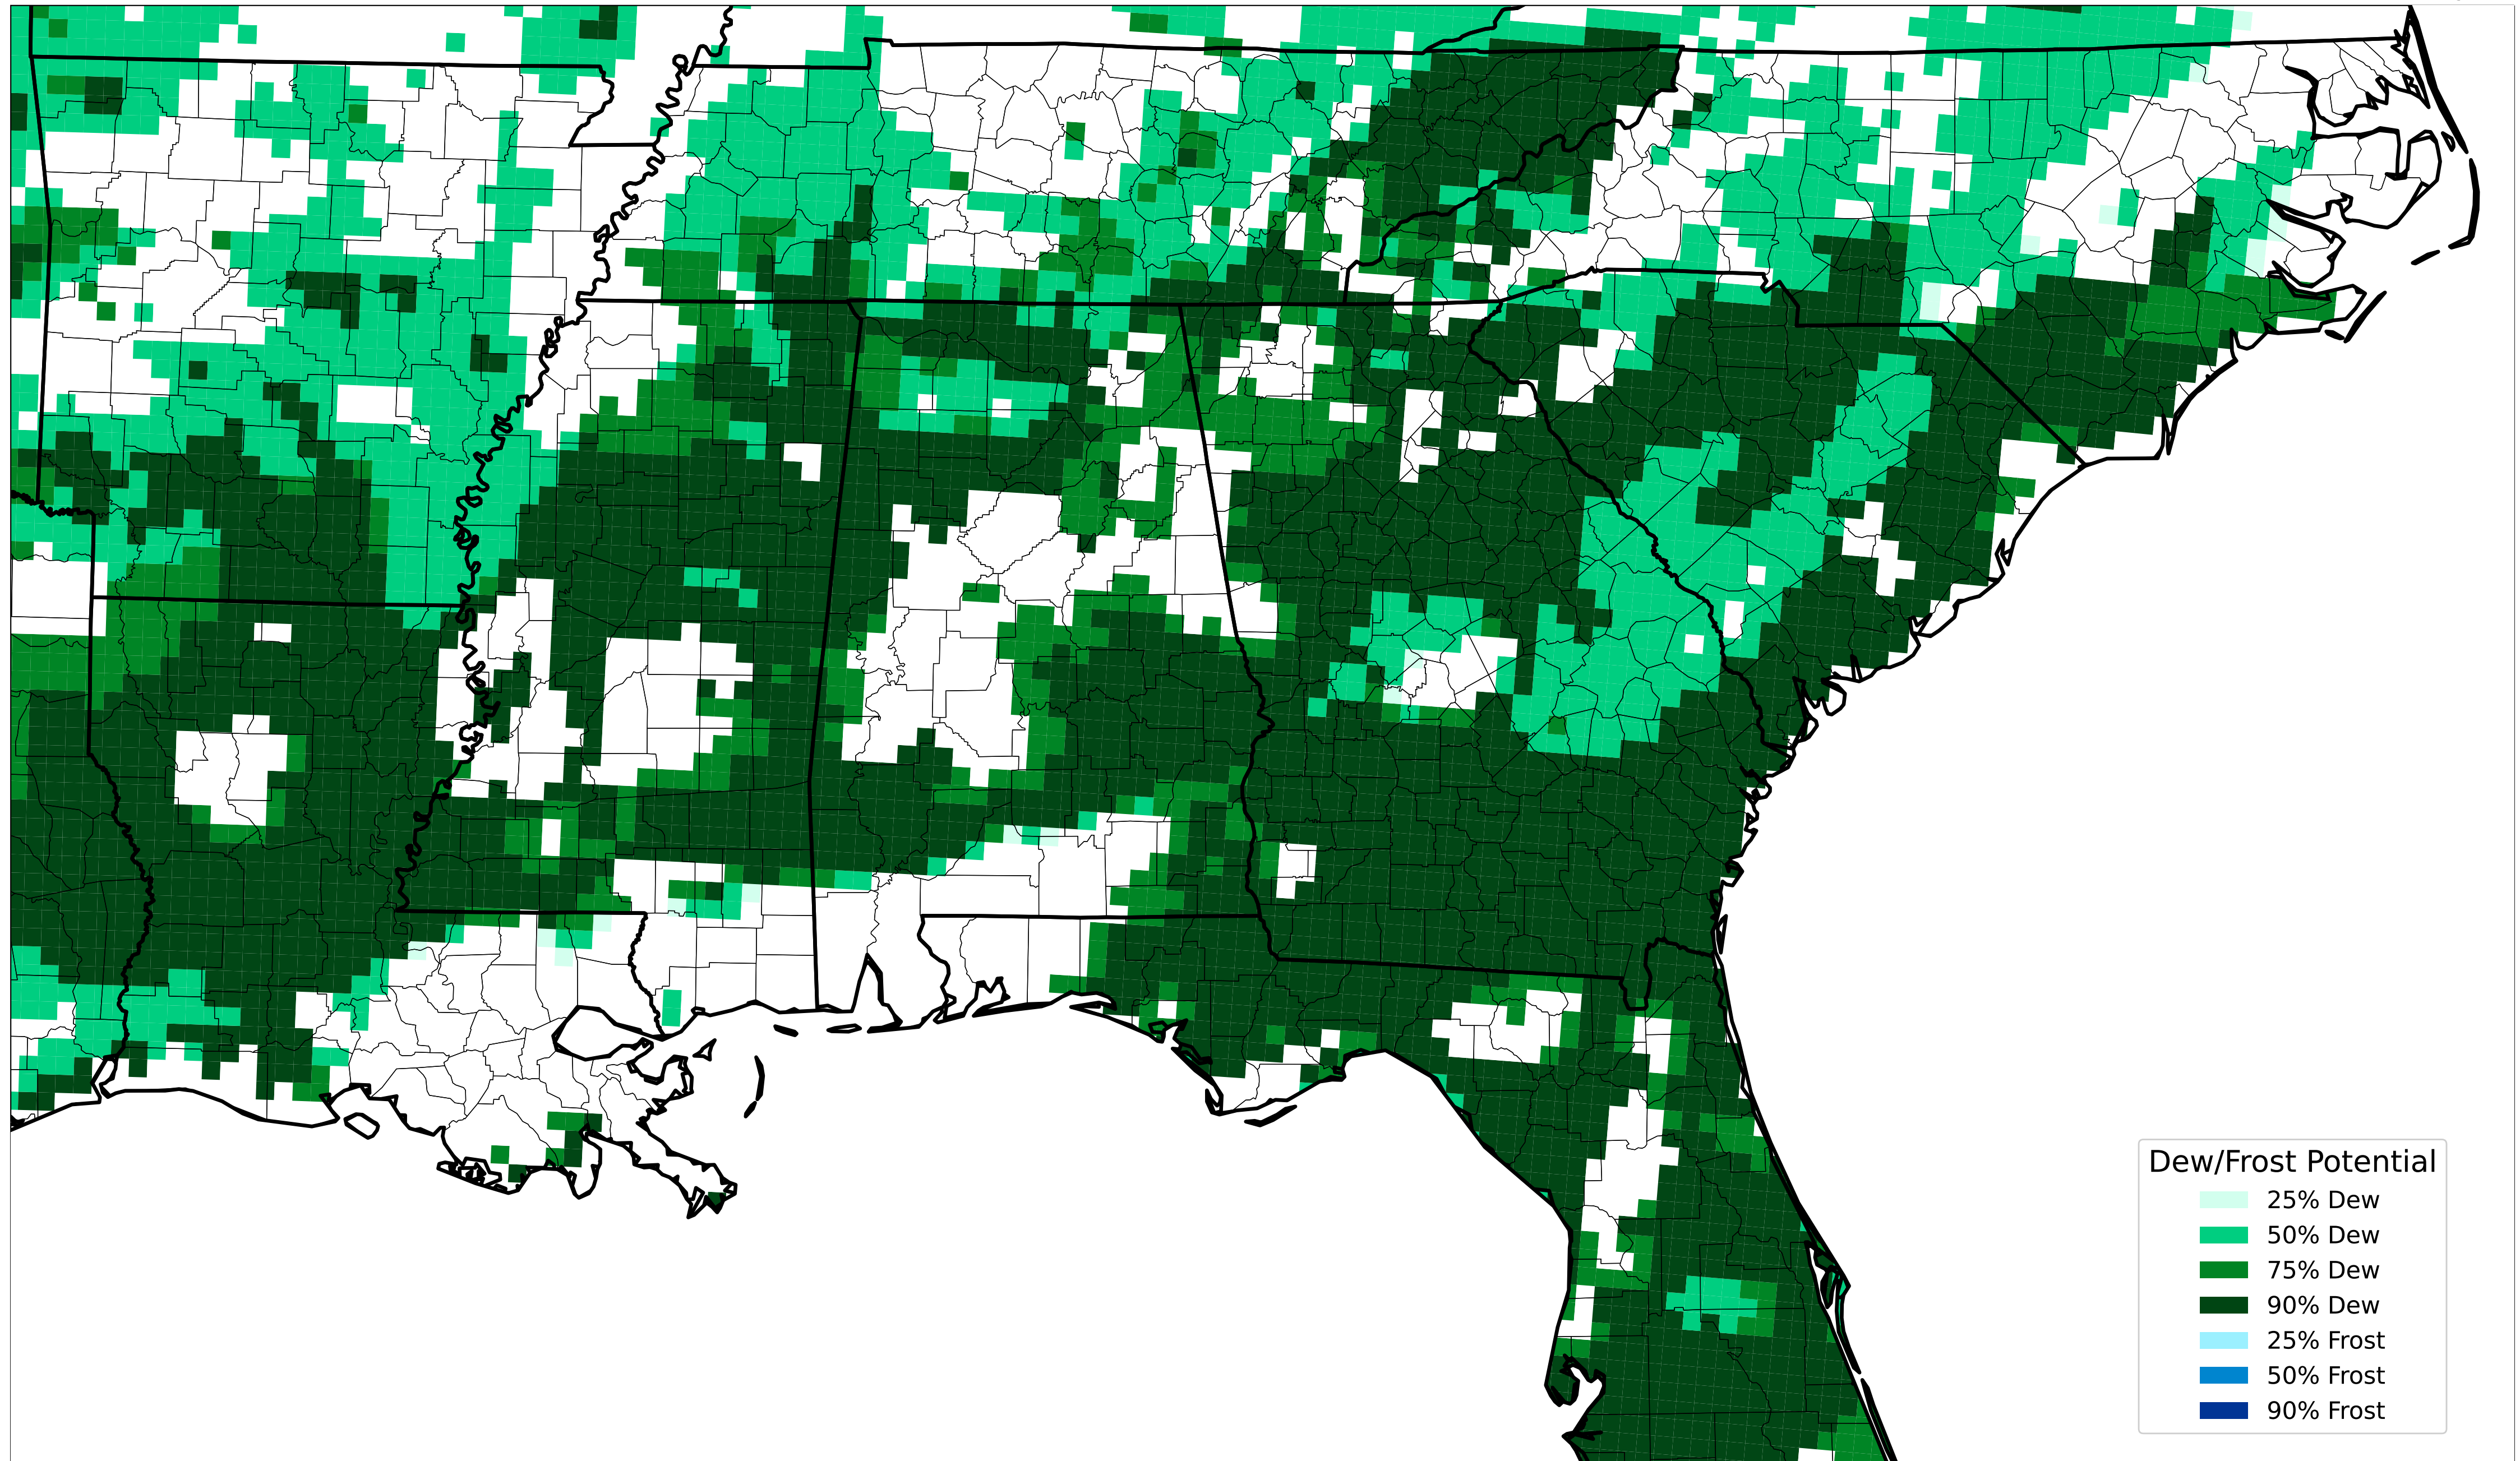 Dew/Frost Potential
25% Dew
50% Dew
75% Dew
90% Dew
25% Frost
50% Frost
90% Frost